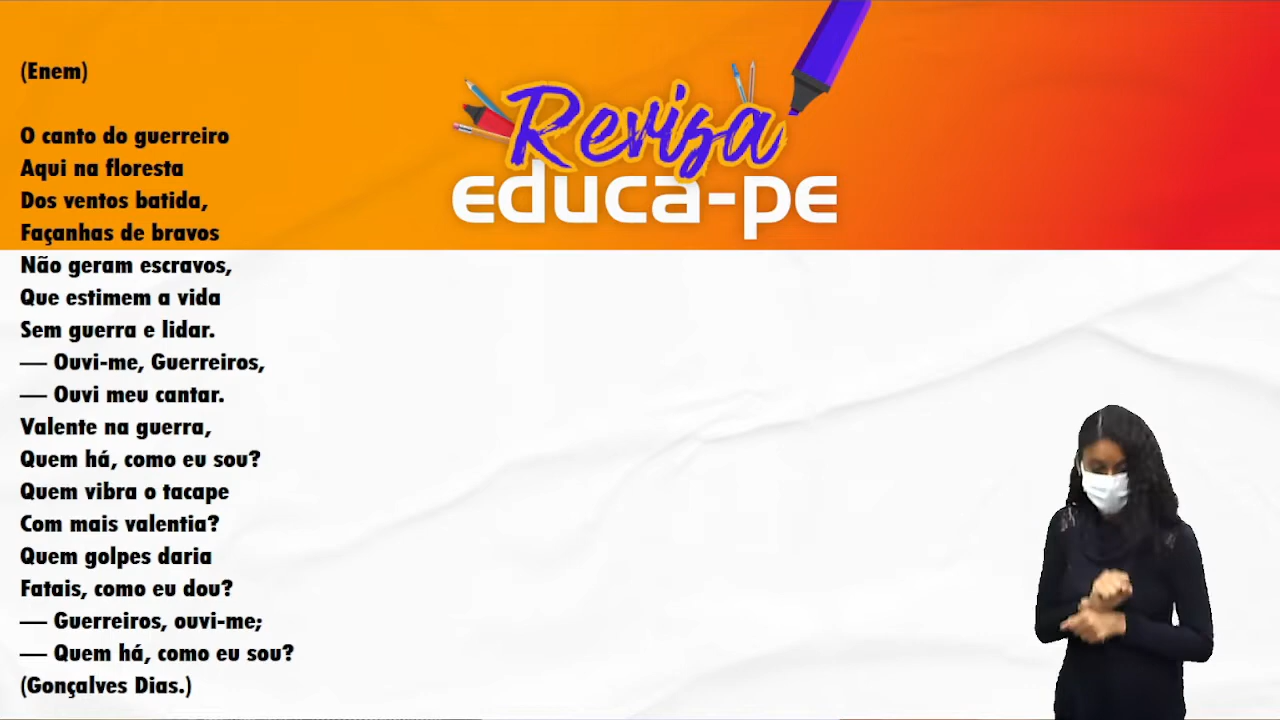 (Enem)
O canto do guerreiro
Aqui na floresta
Dos ventos batida,
Façanhas de bravos
Não geram escravos,
Que estimem a vida
Sem guerra e lidar.
— Ouvi-me, Guerreiros,
— Ouvi meu cantar.
Valente na guerra,
Quem há, como eu sou?
Quem vibra o tacape
Com mais valentia?
Quem golpes daria
Fatais, como eu dou?
— Guerreiros, ouvi-me;
— Quem há, como eu sou?
(Gonçalves Dias.)
Revisa
educa-pe